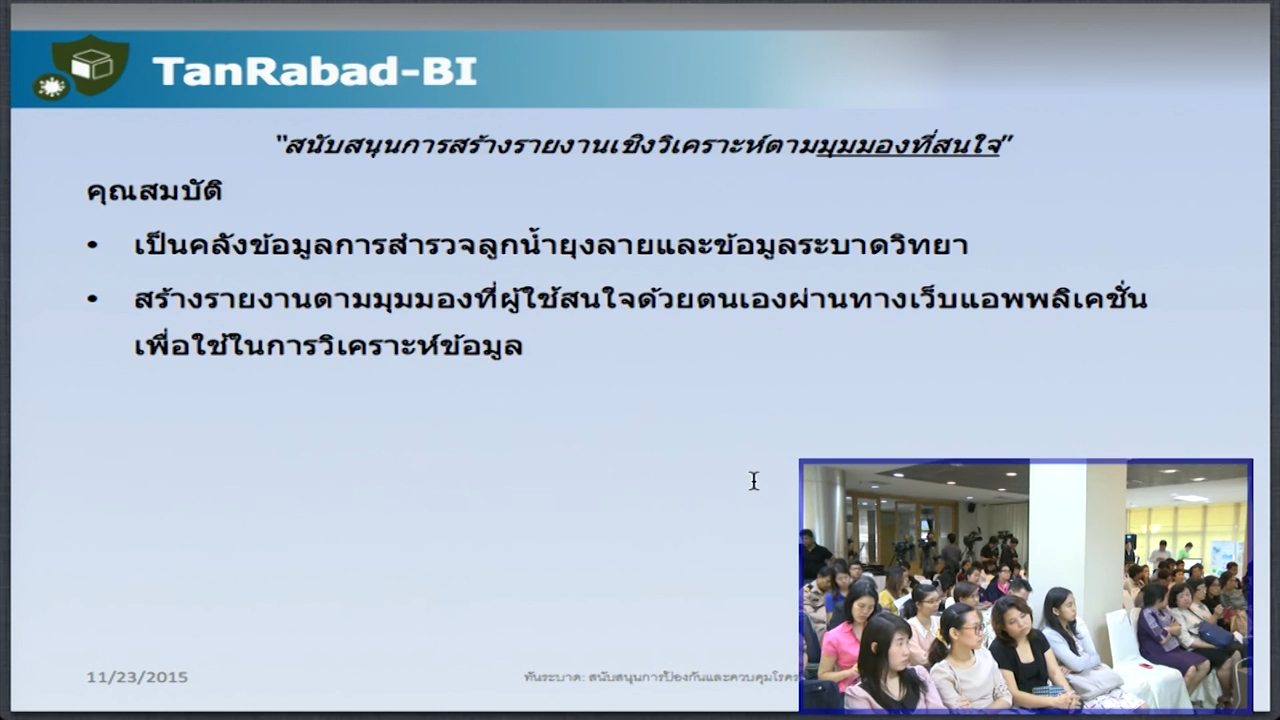 TanRabad-BI
"สนับสนุนการสร้างรายงานเชิงวิเคราะห์ตามมุมมองที่สนใจ"
คุณสมบัติ
• เป็นคลังข้อมูลการสำรวจลูกน้ำยุงลายและข้อมูลระบาดวิทยา
• สร้างรายงานตามมุมมองที่ผู้ใช้สนใจด้วยตนเองผ่านทางเว็บแอพพลิเคชั่น
เพื่อใช้ในการวิเคราะห์ข้อมูล
11/23/2015
ทันระบาด: สนับสนุนการป้องกันและควบคุมโรค